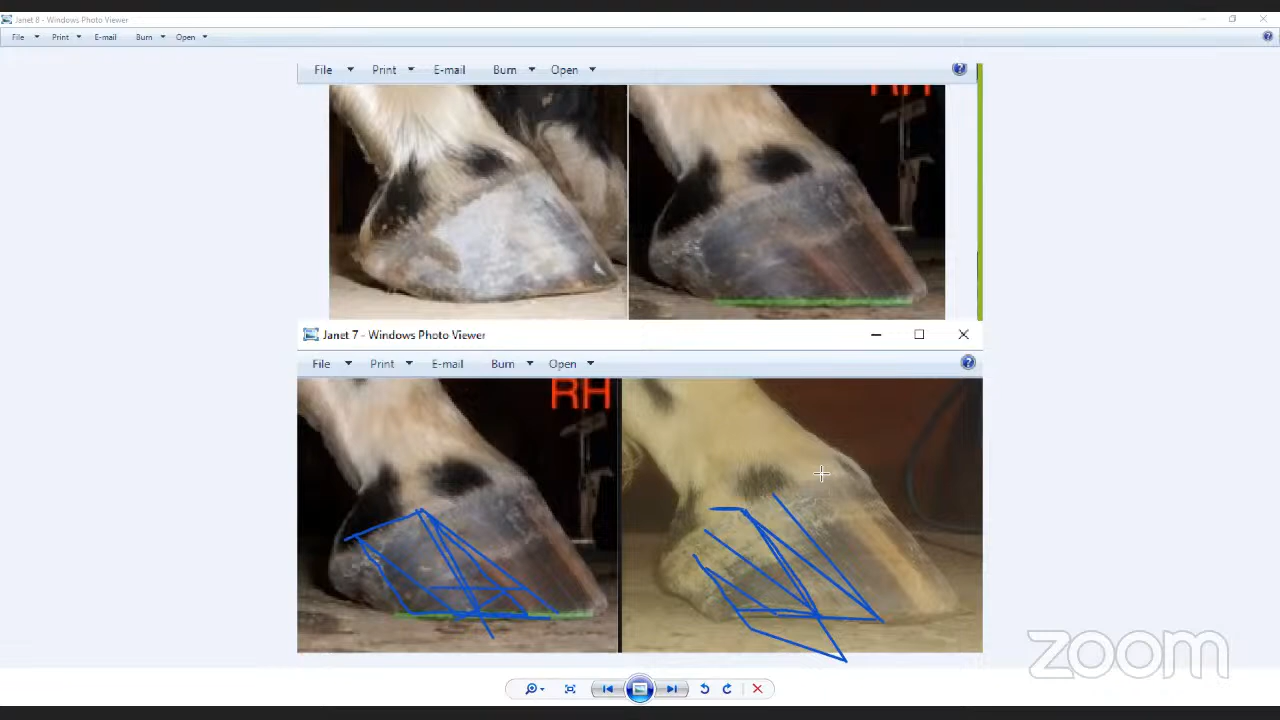 Janet 8 - Windows Photo Viewer
File Print E-mail Burn Open
File Print E-mail Burn Open
RH
Janet 7 - Windows Photo Viewer
File Print E-mail Burn Open
RH
zoom